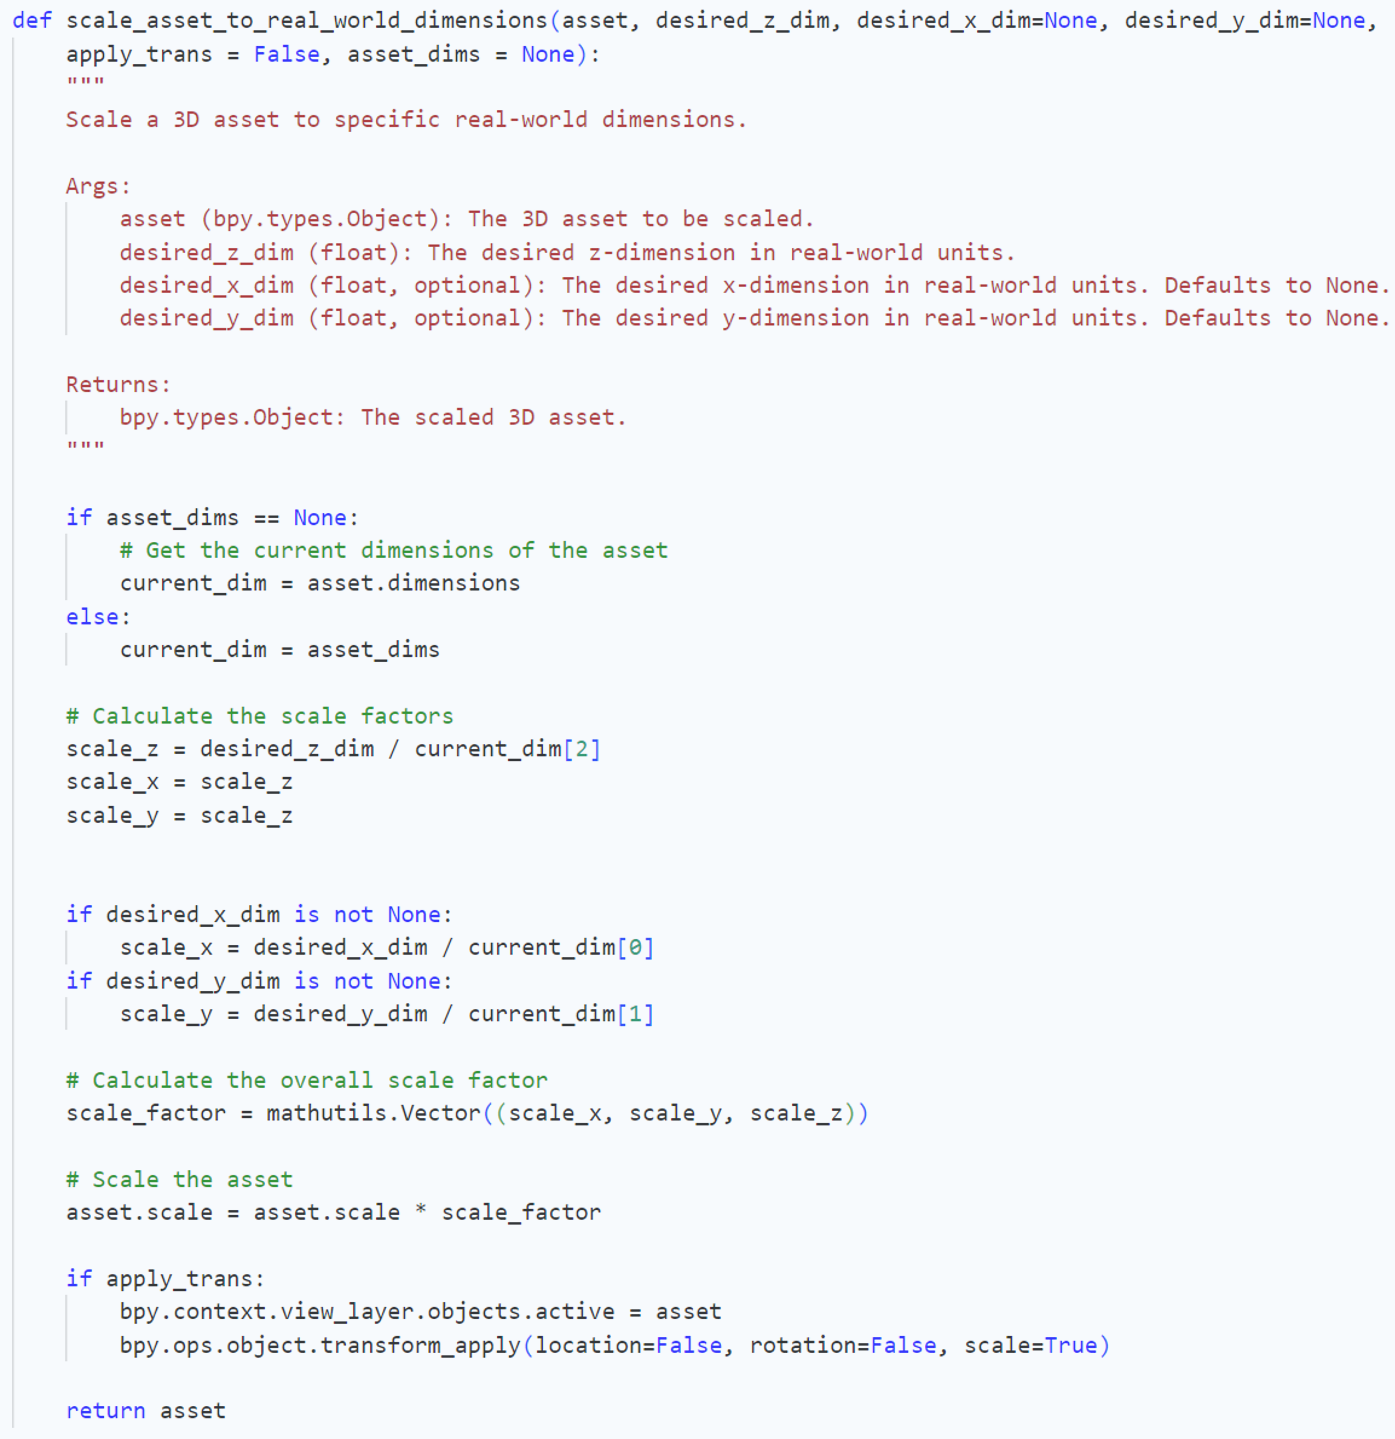 def scale_asset_to_real_world_dimensions(asset, desired_z_dim, desired_x_dim=None, desired_y_dim=None,
    apply_trans = False, asset_dims = None):
    """
    Scale a 3D asset to specific real-world dimensions.

    Args:
        asset (bpy.types.Object): The 3D asset to be scaled.
        desired_z_dim (float): The desired z-dimension in real-world units.
        desired_x_dim (float, optional): The desired x-dimension in real-world units. Defaults to None.
        desired_y_dim (float, optional): The desired y-dimension in real-world units. Defaults to None.

    Returns:
        bpy.types.Object: The scaled 3D asset.
    """

    if asset_dims == None:
        # Get the current dimensions of the asset
        current_dim = asset.dimensions
    else:
        current_dim = asset_dims

    # Calculate the scale factors
    scale_z = desired_z_dim / current_dim[2]
    scale_x = scale_z
    scale_y = scale_z


    if desired_x_dim is not None:
        scale_x = desired_x_dim / current_dim[0]
    if desired_y_dim is not None:
        scale_y = desired_y_dim / current_dim[1]

    # Calculate the overall scale factor
    scale_factor = mathutils.Vector((scale_x, scale_y, scale_z))

    # Scale the asset
    asset.scale = asset.scale * scale_factor

    if apply_trans:
        bpy.context.view_layer.objects.active = asset
        bpy.ops.object.transform_apply(location=False, rotation=False, scale=True)

    return asset